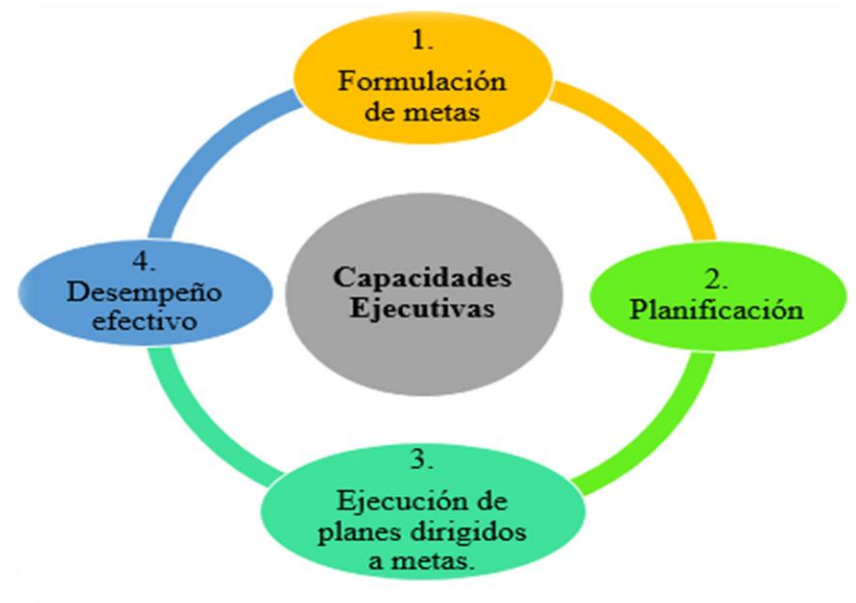 1.
Formulación
de metas
Capacidades
Ejecutivas
2.
Planificación
3.
Ejecución de
planes dirigidos
a metas.
4.
Desempeño
efectivo